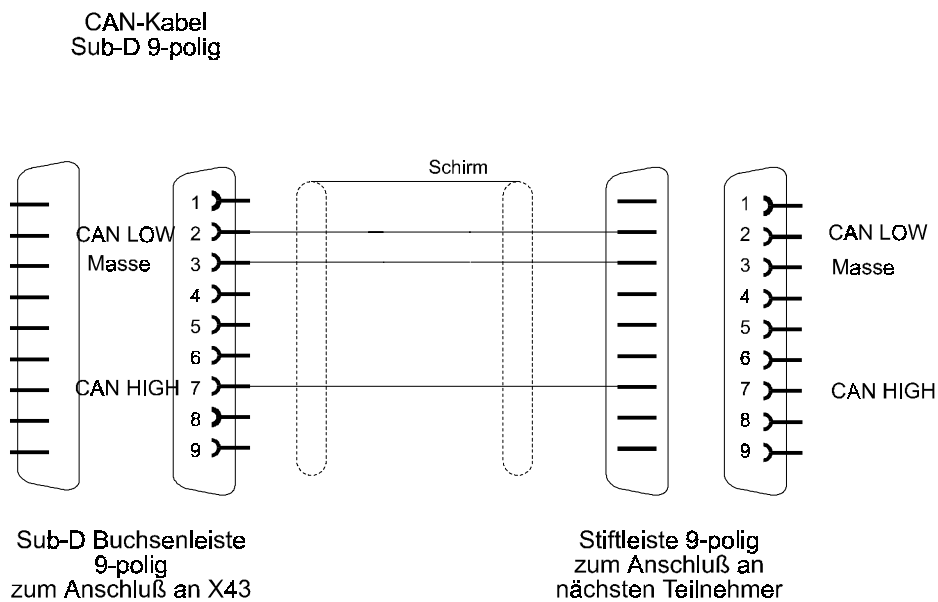 CAN-Kabel
Sub-D 9-polig
Schirm
1
CAN LOW 2
Masse 3
4
5
6
CAN HIGH 7
8
9
1
2 CAN LOW
3 Masse
4
5
6
7 CAN HIGH
8
9
Sub-D Buchsenleiste
9-polig
zum Anschluß an X43
Stiftleiste 9-polig
zum Anschluß an
nächsten Teilnehmer